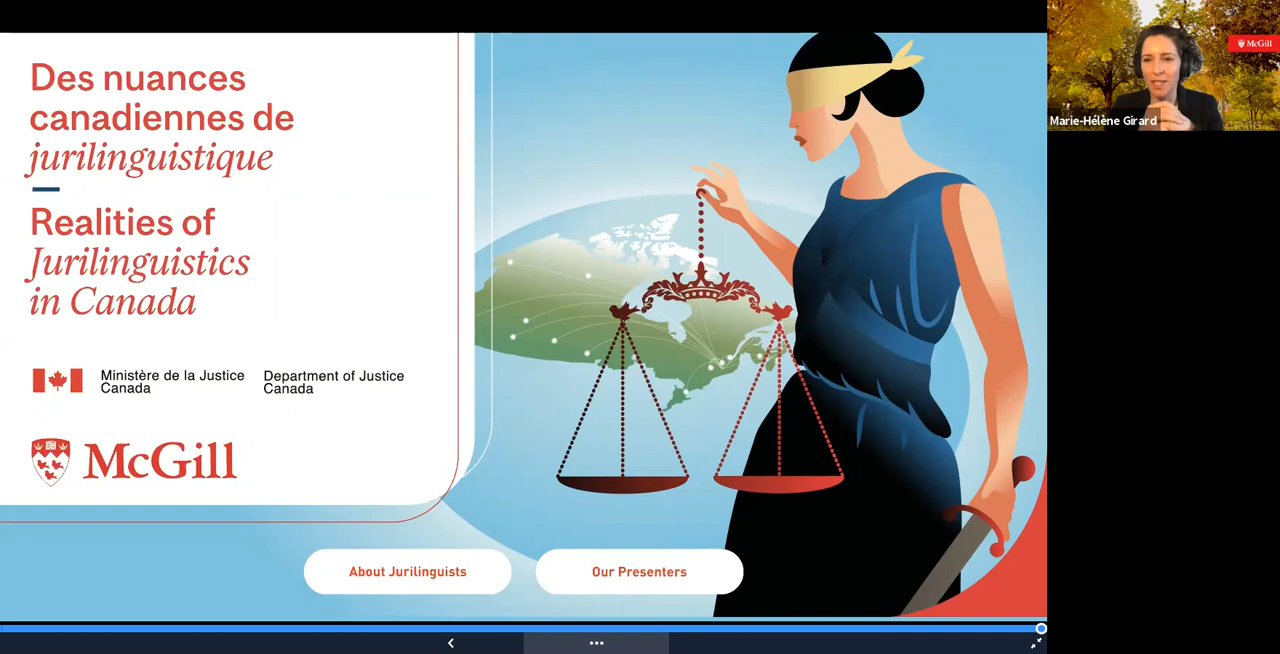 Des nuances
canadiennes de
jurilinguistique
Realities of
Jurilinguistics
in Canada
Ministère de la Justice
Canada
Department of Justice
Canada
McGill
About Jurilinguists
Our Presenters
McGill
Marie-Hélène Girard